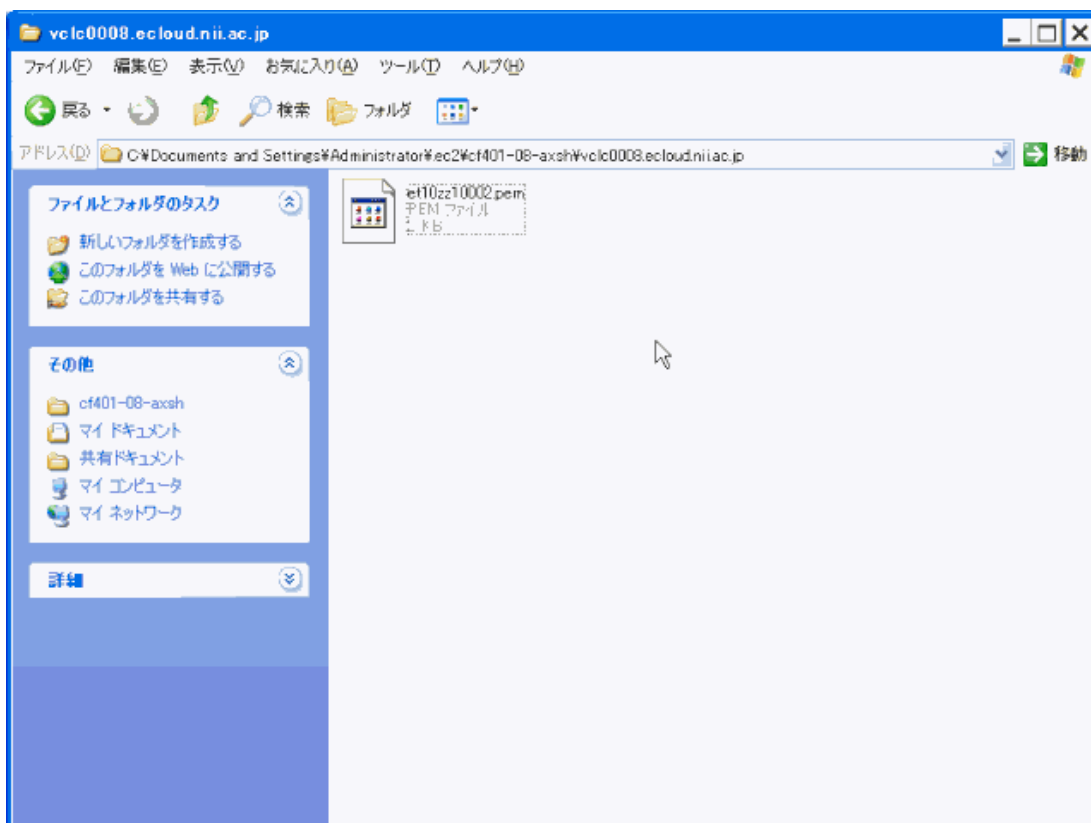 vclc0008.ecloud.nii.ac.jp
ファイル(F) 編集(E) 表示(V) お気に入り(A) ツール(T) ヘルプ(H)
戻る 検索 フォルダ
アドレス(D) C¥Documents and Settings¥Administrator¥.ec2¥cf401-08-axsh¥vclc0008.ecloud.nii.ac.jp 移動
ファイルとフォルダのタスク
新しいフォルダを作成する
このフォルダを Web に公開する
このフォルダを共有する
その他
cf401-08-axsh
マイ ドキュメント
共有ドキュメント
マイ コンピュータ
マイ ネットワーク
詳細
et10zz10002.pem
PEM ファイル
KB